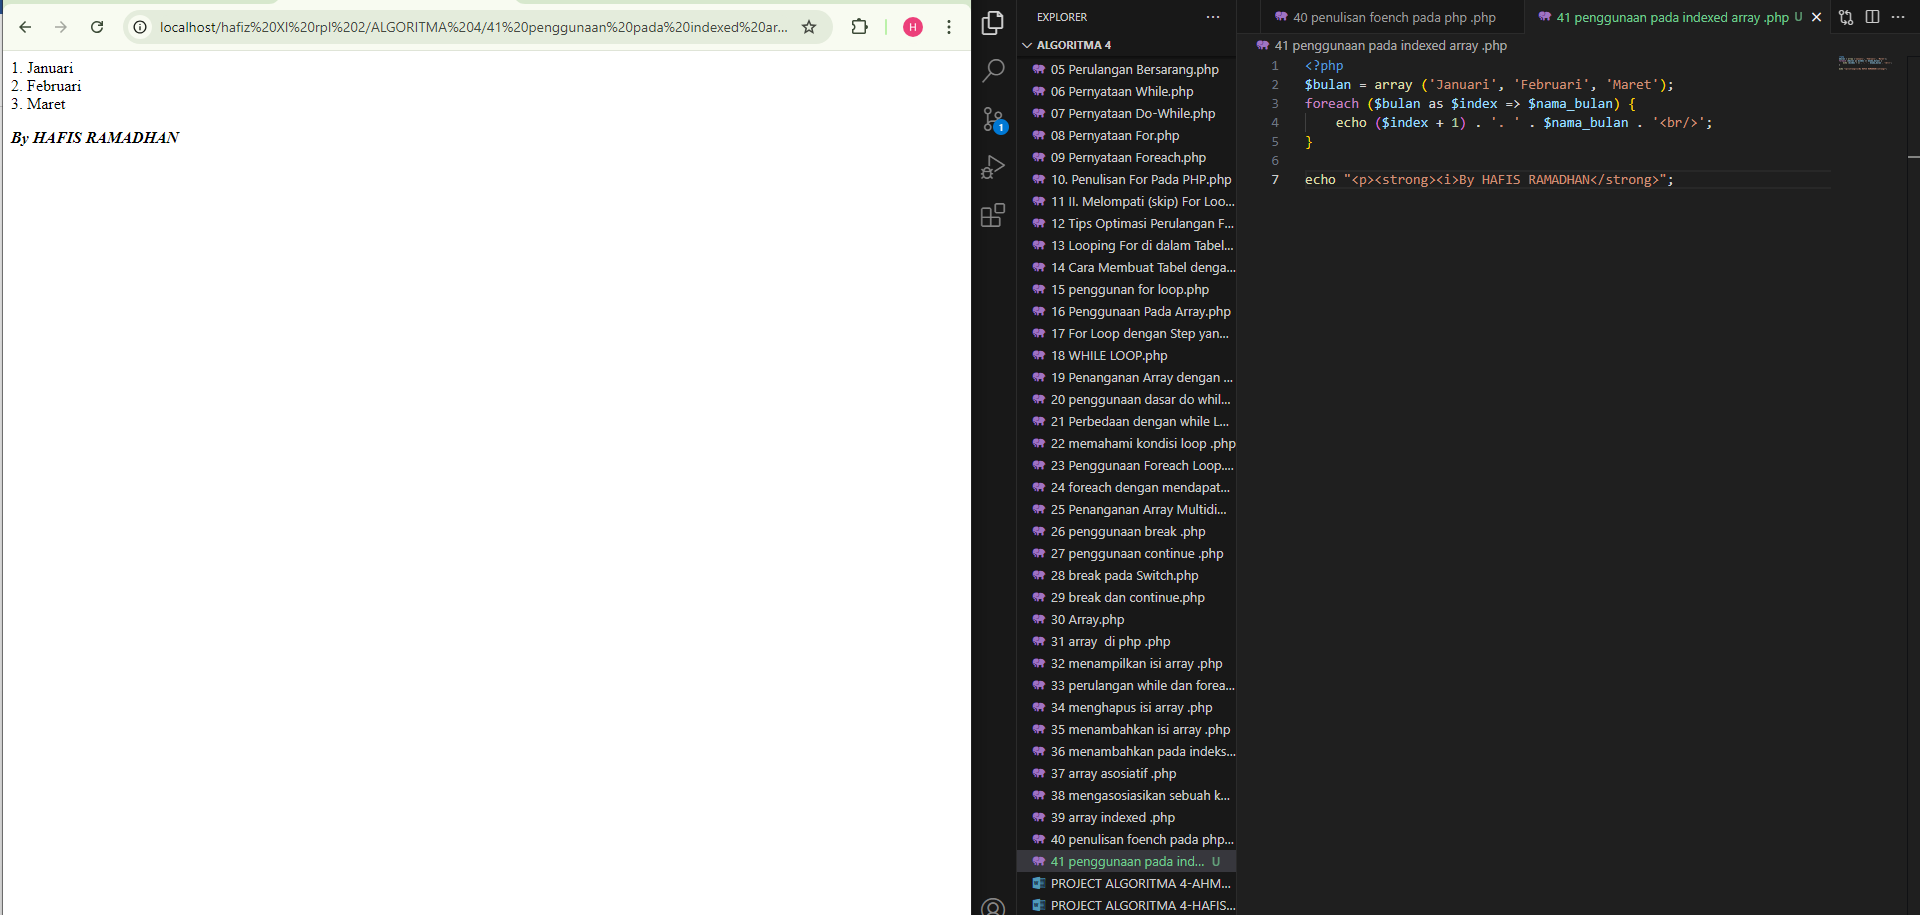 localhost/hafiz%20XI%20rpl%202/ALGORITMA%204/41%20penggunaan%20pada%20indexed%20ar...
H
1. Januari
2. Februari
3. Maret
By HAFIS RAMADHAN
1
EXPLORER
ALGORITMA 4
05 Perulangan Bersarang.php
06 Pernyataan While.php
07 Pernyataan Do-While.php
08 Pernyataan For.php
09 Pernyataan Foreach.php
10. Penulisan For Pada PHP.php
11 II. Melompati (skip) For Loo...
12 Tips Optimasi Perulangan F...
13 Looping For di dalam Tabel...
14 Cara Membuat Tabel denga...
15 penggunan for loop.php
16 Penggunaan Pada Array.php
17 For Loop dengan Step yan...
18 WHILE LOOP.php
19 Penanganan Array dengan ...
20 penggunaan dasar do whil...
21 Perbedaan dengan while L...
22 memahami kondisi loop .php
23 Penggunaan Foreach Loop....
24 foreach dengan mendapat...
25 Penanganan Array Multidi...
26 penggunaan break .php
27 penggunaan continue .php
28 break pada Switch.php
29 break dan continue.php
30 Array.php
31 array  di php .php
32 menampilkan isi array .php
33 perulangan while dan forea...
34 menghapus isi array .php
35 menambahkan isi array .php
36 menambahkan pada indeks...
37 array asosiatif .php
38 mengasosiasikan sebuah k...
39 array indexed .php
40 penulisan foench pada php...
41 penggunaan pada ind... U
PROJECT ALGORITMA 4-AHM...
PROJECT ALGORITMA 4-HAFIS...
40 penulisan foench pada php .php
41 penggunaan pada indexed array .php U
41 penggunaan pada indexed array .php
1 <?php
2 $bulan = array ('Januari', 'Februari', 'Maret');
3 foreach ($bulan as $index => $nama_bulan) {
4     echo ($index + 1) . '. ' . $nama_bulan . '<br/>';
5 }
6
7 echo "<p><strong><i>By HAFIS RAMADHAN</strong>";